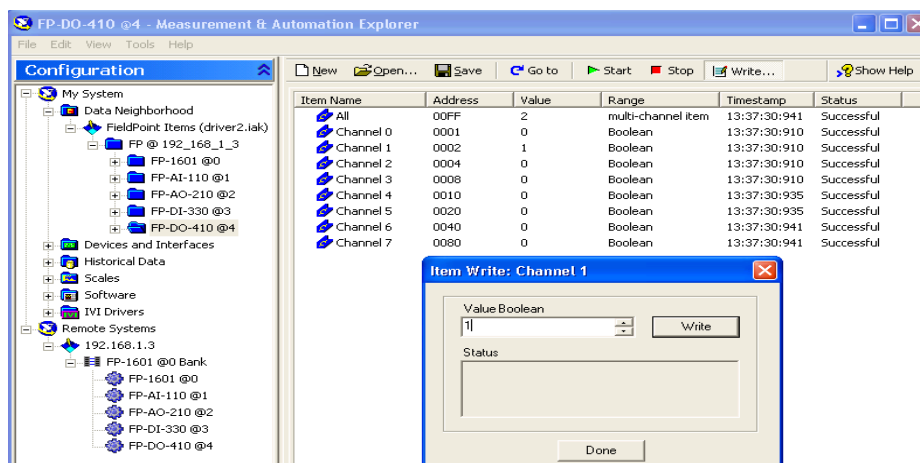 FP-DO-410 @4 - Measurement & Automation Explorer
File Edit View Tools Help
Configuration
New Open... Save Go to Start Stop Write... Show Help
My System
Data Neighborhood
FieldPoint Items (driver2.iak)
FP @ 192_168_1_3
FP-1601 @0
FP-AI-110 @1
FP-AO-210 @2
FP-DI-330 @3
FP-DO-410 @4
Devices and Interfaces
Historical Data
Scales
Software
IVI Drivers
Remote Systems
192.168.1.3
FP-1601 @0 Bank
FP-1601 @0
FP-AI-110 @1
FP-AO-210 @2
FP-DI-330 @3
FP-DO-410 @4
Item Name Address Value Range Timestamp Status
All 00FF 2 multi-channel item 13:37:30:941 Successful
Channel 0 0001 0 Boolean 13:37:30:910 Successful
Channel 1 0002 1 Boolean 13:37:30:910 Successful
Channel 2 0004 0 Boolean 13:37:30:910 Successful
Channel 3 0008 0 Boolean 13:37:30:910 Successful
Channel 4 0010 0 Boolean 13:37:30:935 Successful
Channel 5 0020 0 Boolean 13:37:30:935 Successful
Channel 6 0040 0 Boolean 13:37:30:941 Successful
Channel 7 0080 0 Boolean 13:37:30:941 Successful
Item Write: Channel 1
Value Boolean
1 Write
Status
Done